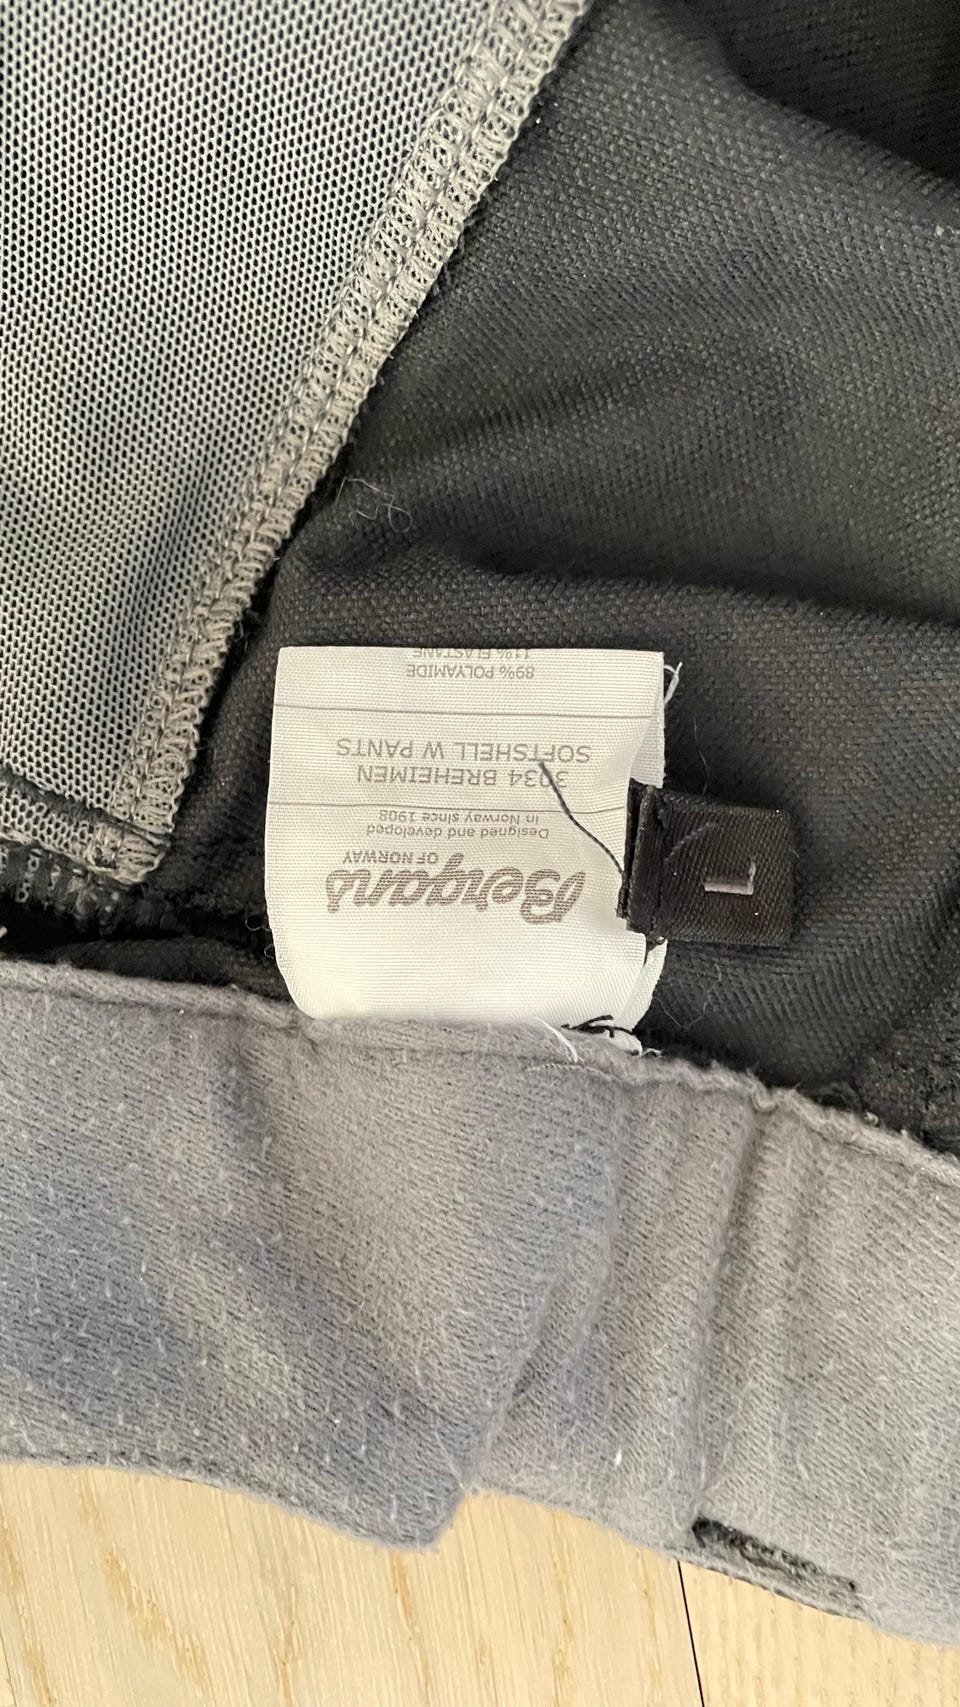 Bergans
OF NORWAY
Designed and developed
in Norway since 1908
3034 BREHEIMEN
SOFTSHELL W PANTS
89% POLYAMIDE
11% ELASTANE
L